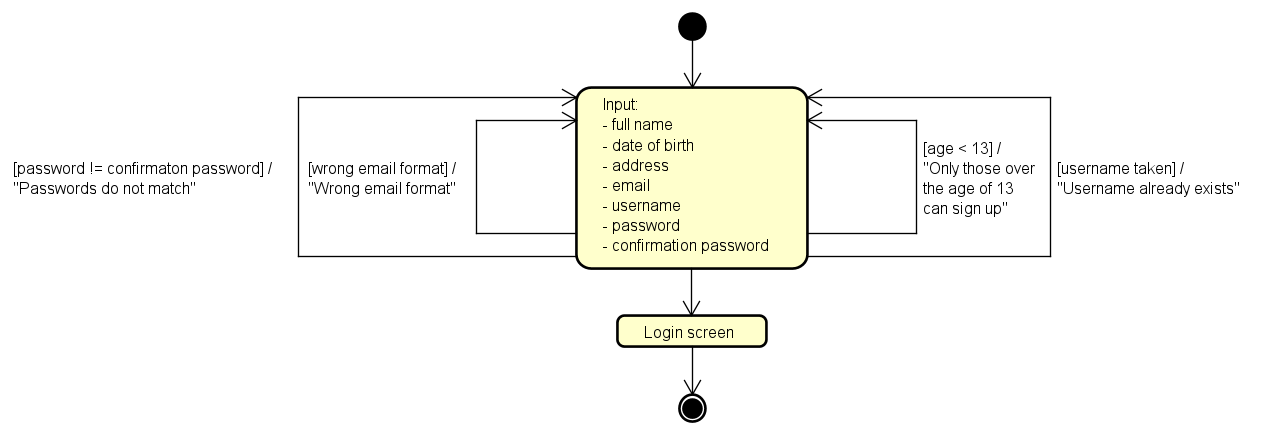 [password != confirmaton password] /
"Passwords do not match"
[wrong email format] /
"Wrong email format"
Input:
- full name
- date of birth
- address
- email
- username
- password
- confirmation password
[age < 13] /
"Only those over
the age of 13
can sign up"
[username taken] /
"Username already exists"
Login screen